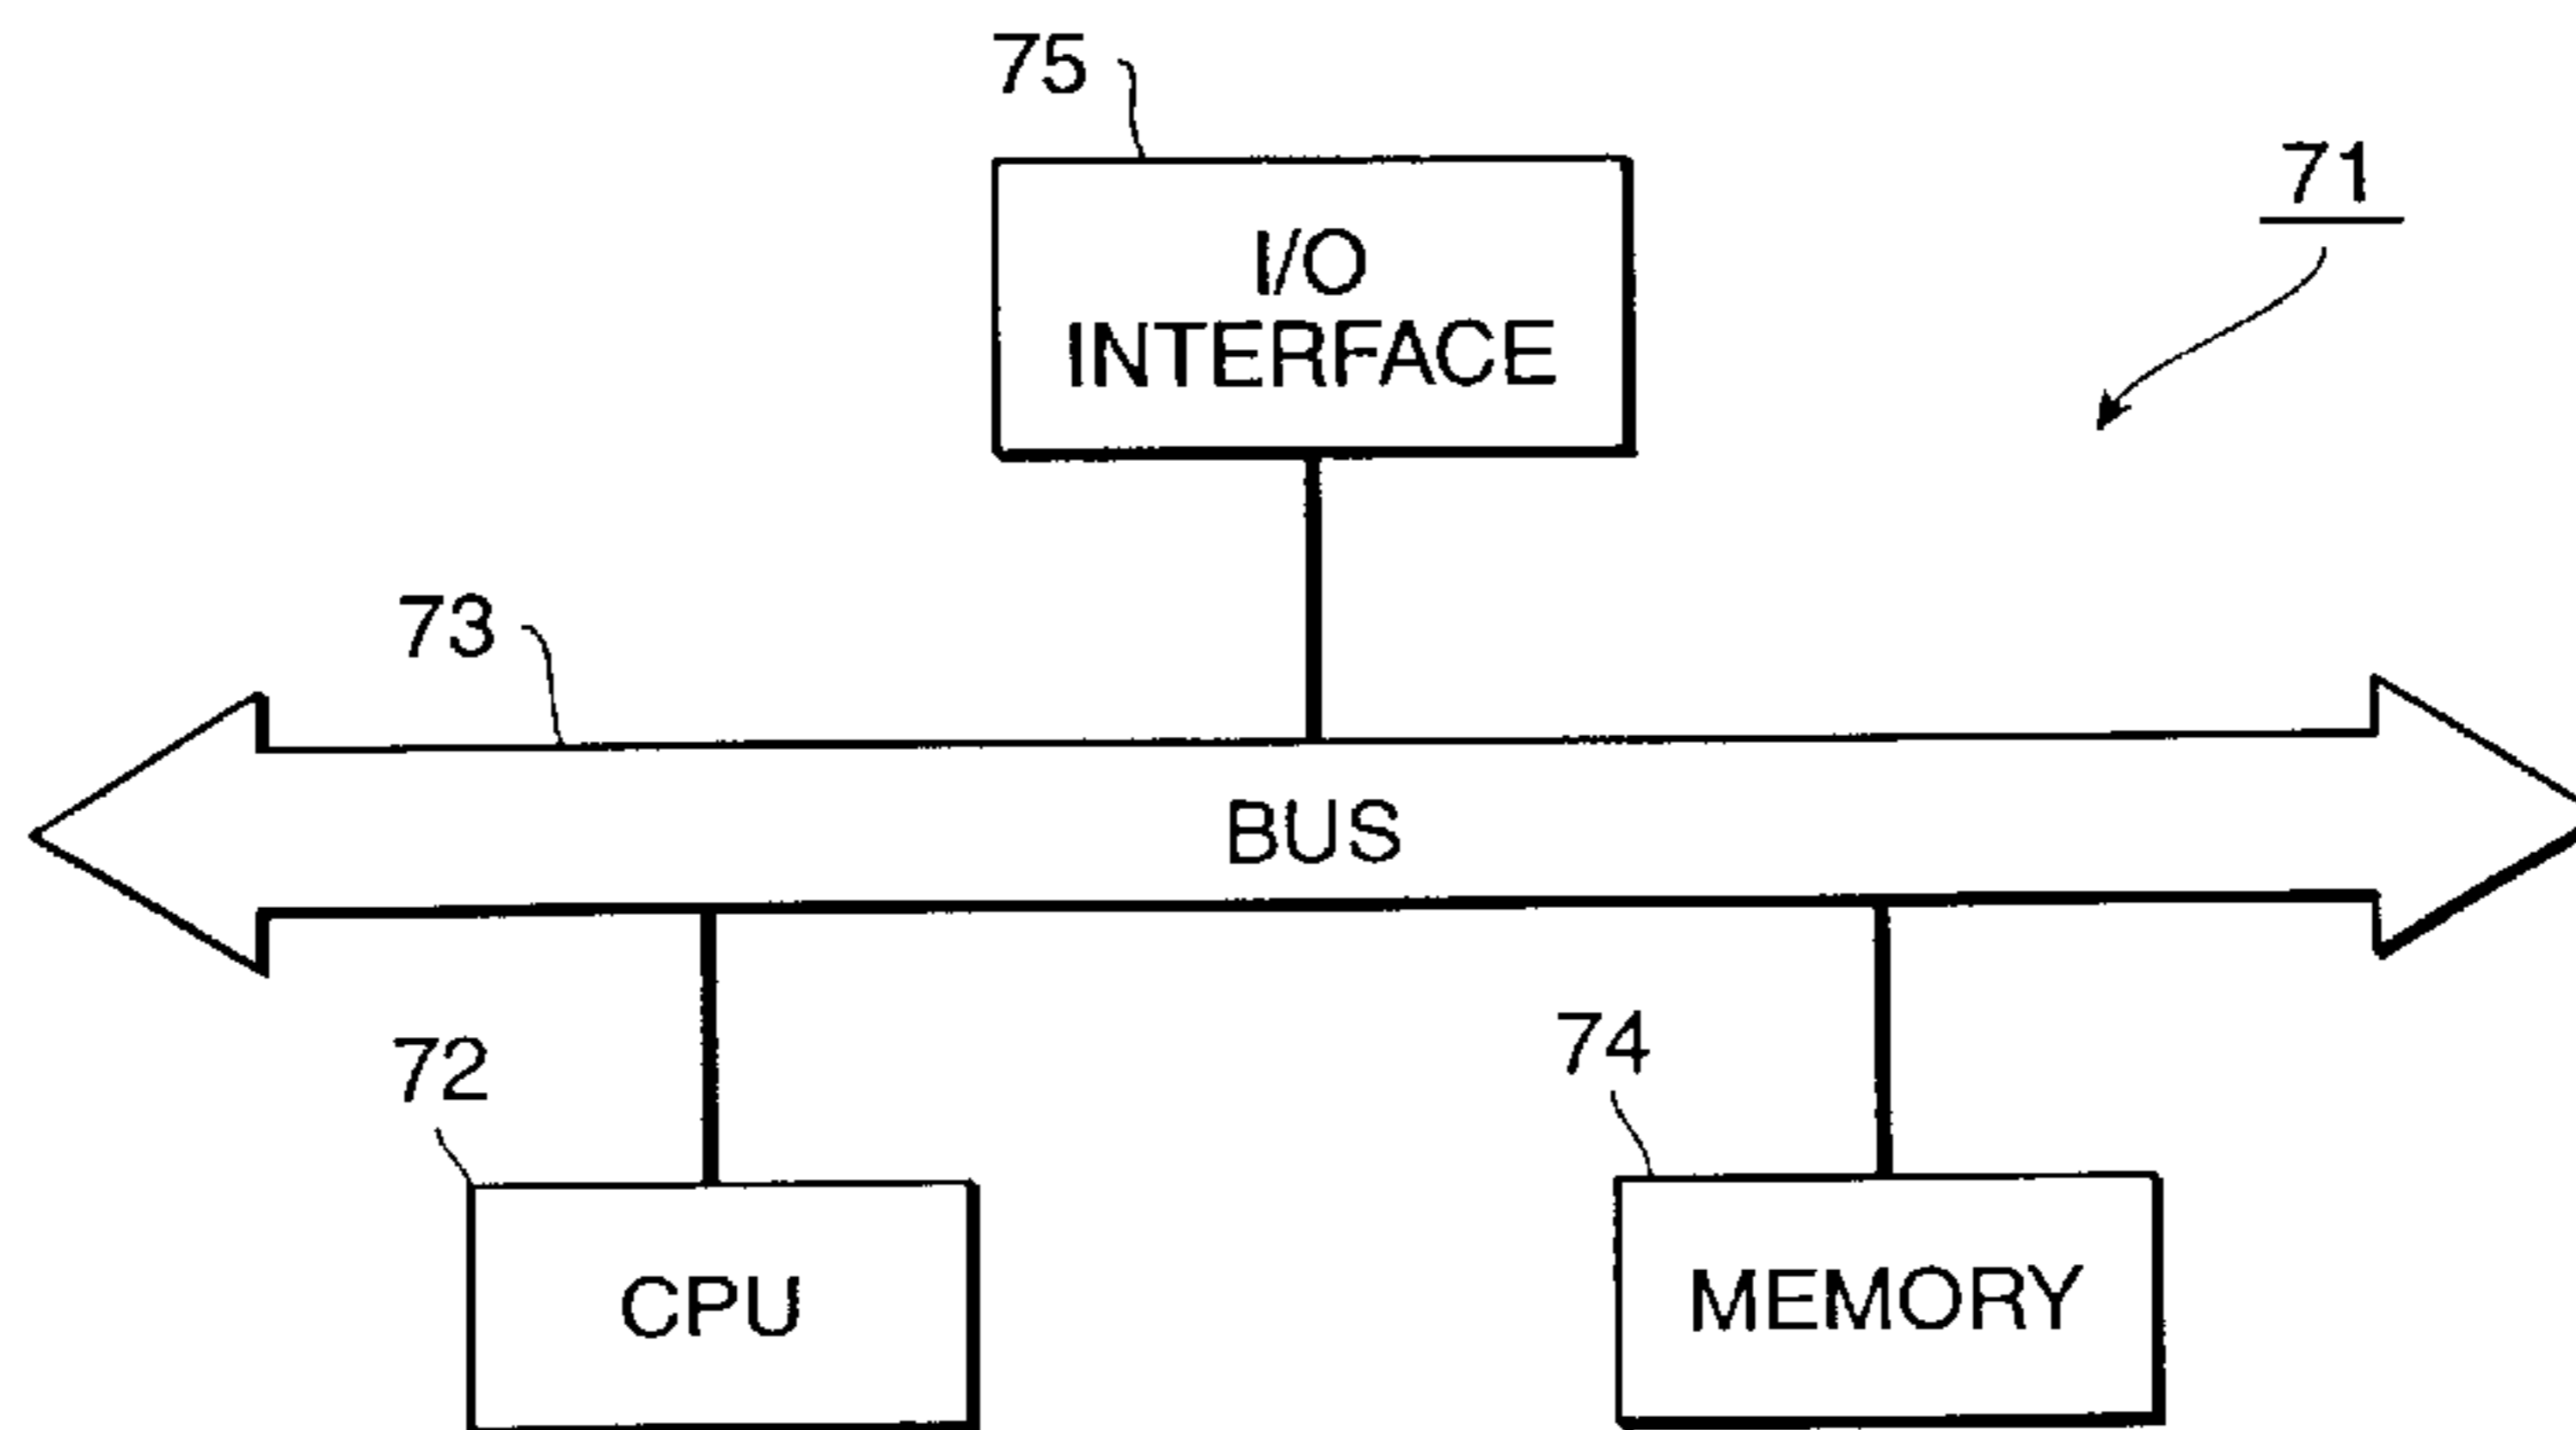 75
71
I/O
INTERFACE
73
BUS
72
74
CPU
MEMORY